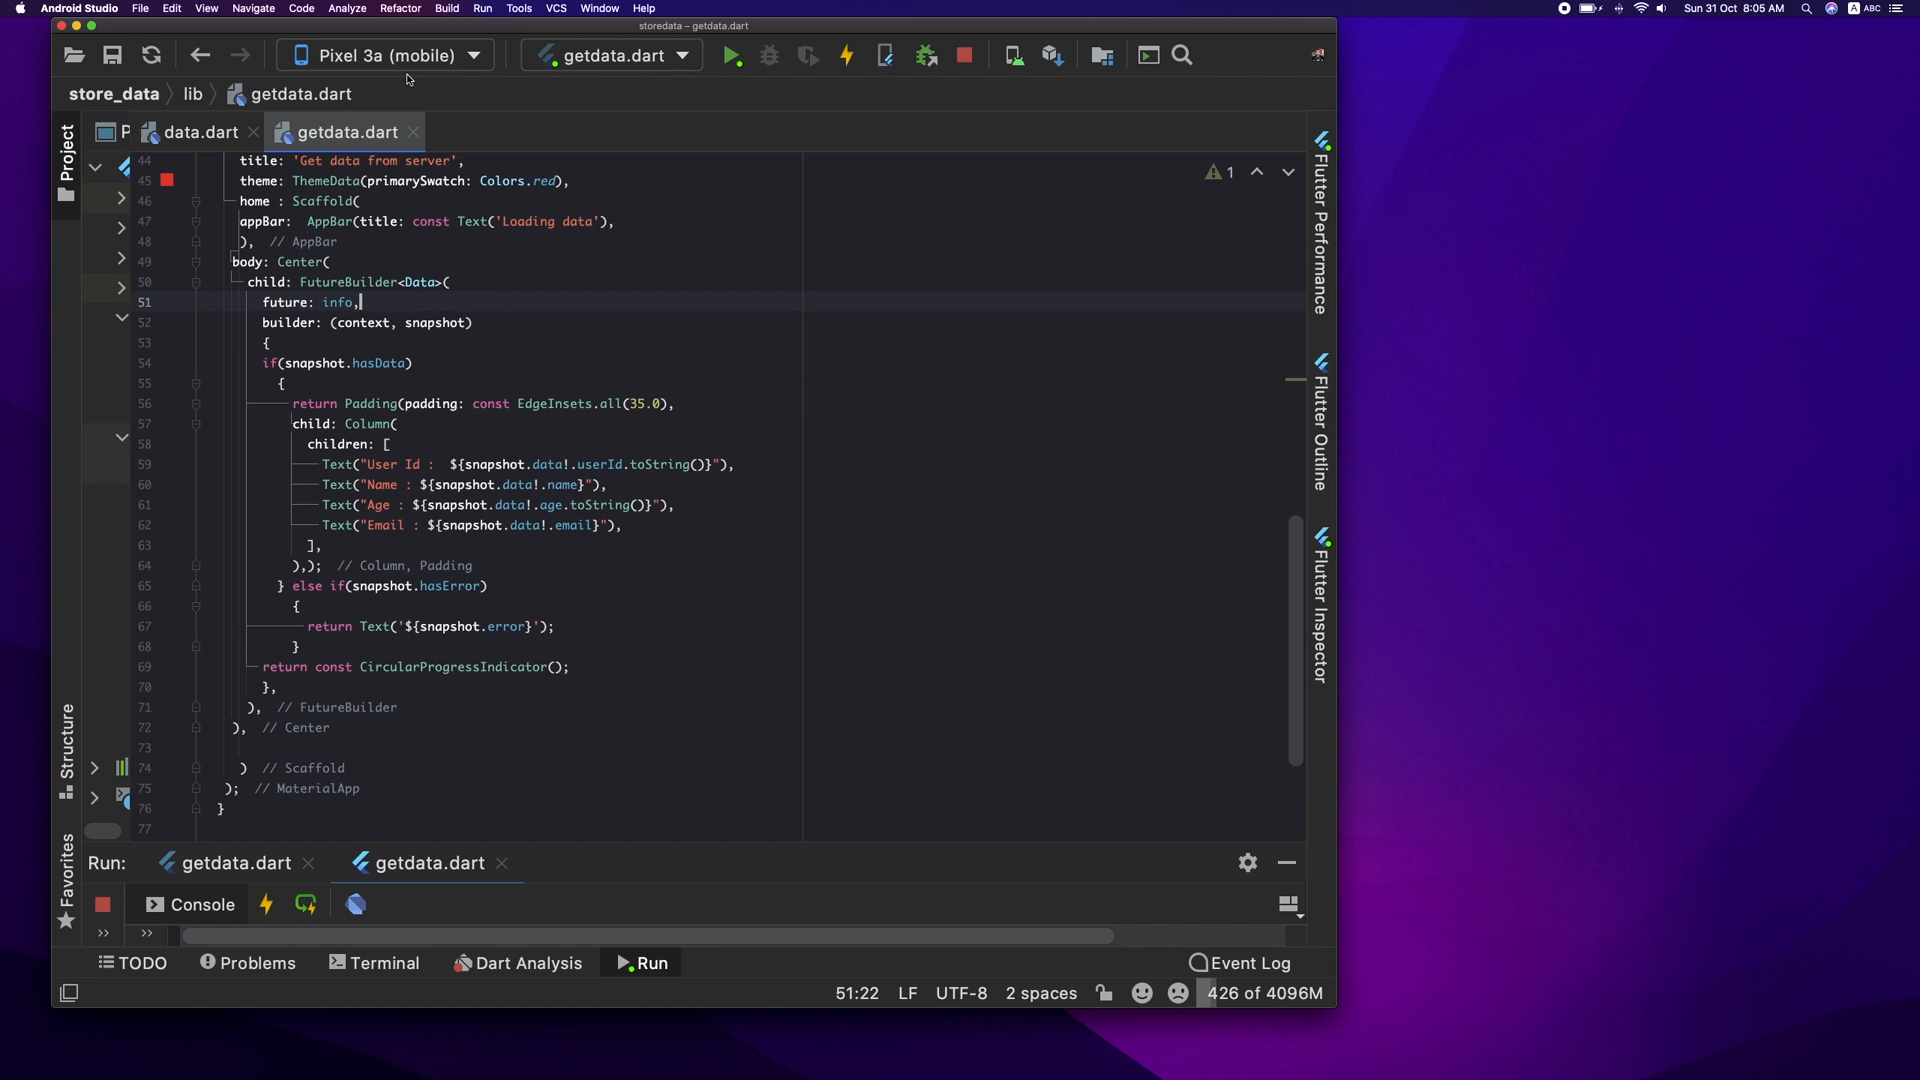 Android Studio File Edit View Navigate Code Analyze Refactor Build Run Tools VCS Window Help
A ABC Sun 31 Oct 8:05 AM
storedata – getdata.dart
Pixel 3a (mobile) getdata.dart
store_data lib getdata.dart
Project
P data.dart getdata.dart
44 title: 'Get data from server',
45 theme: ThemeData(primarySwatch: Colors.red),
46 home : Scaffold(
47 appBar: AppBar(title: const Text('Loading data'),
48 ), // AppBar
49 body: Center(
50 child: FutureBuilder<Data>(
51 future: info,
52 builder: (context, snapshot)
53 {
54 if(snapshot.hasData)
55 {
56 return Padding(padding: const EdgeInsets.all(35.0),
57 child: Column(
58 children: [
59 Text("User Id :  ${snapshot.data!.userId.toString()}"),
60 Text("Name : ${snapshot.data!.name}"),
61 Text("Age : ${snapshot.data!.age.toString()}"),
62 Text("Email : ${snapshot.data!.email}"),
63 ],
64 ),); // Column, Padding
65 } else if(snapshot.hasError)
66 {
67 return Text('${snapshot.error}');
68 }
69 return const CircularProgressIndicator();
70 },
71 ), // FutureBuilder
72 ), // Center
73
74 ) // Scaffold
75 ); // MaterialApp
76 }
77
1
Flutter Performance
Flutter Outline
Flutter Inspector
Structure
Favorites
Run: getdata.dart getdata.dart
Console
>> >>
TODO Problems Terminal Dart Analysis Run Event Log
51:22 LF UTF-8 2 spaces 426 of 4096M